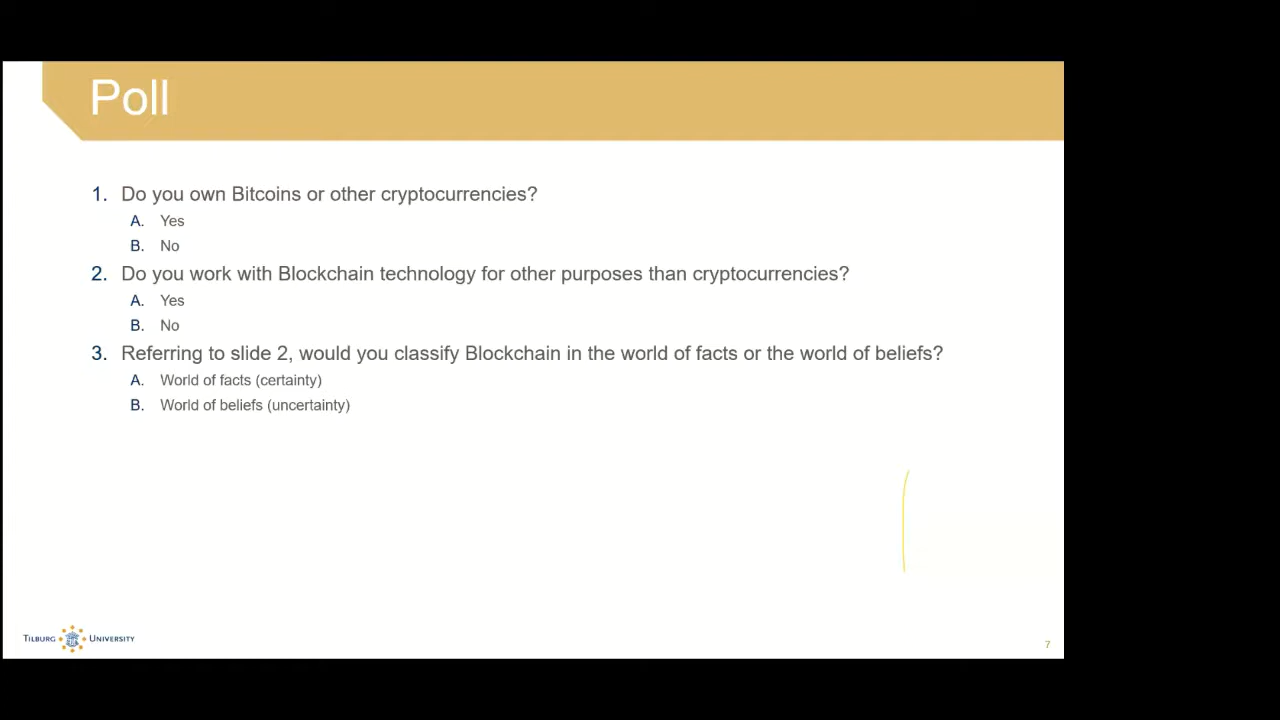 Poll
1. Do you own Bitcoins or other cryptocurrencies?
A. Yes
B. No
2. Do you work with Blockchain technology for other purposes than cryptocurrencies?
A. Yes
B. No
3. Referring to slide 2, would you classify Blockchain in the world of facts or the world of beliefs?
A. World of facts (certainty)
B. World of beliefs (uncertainty)
TILBURG UNIVERSITY
7